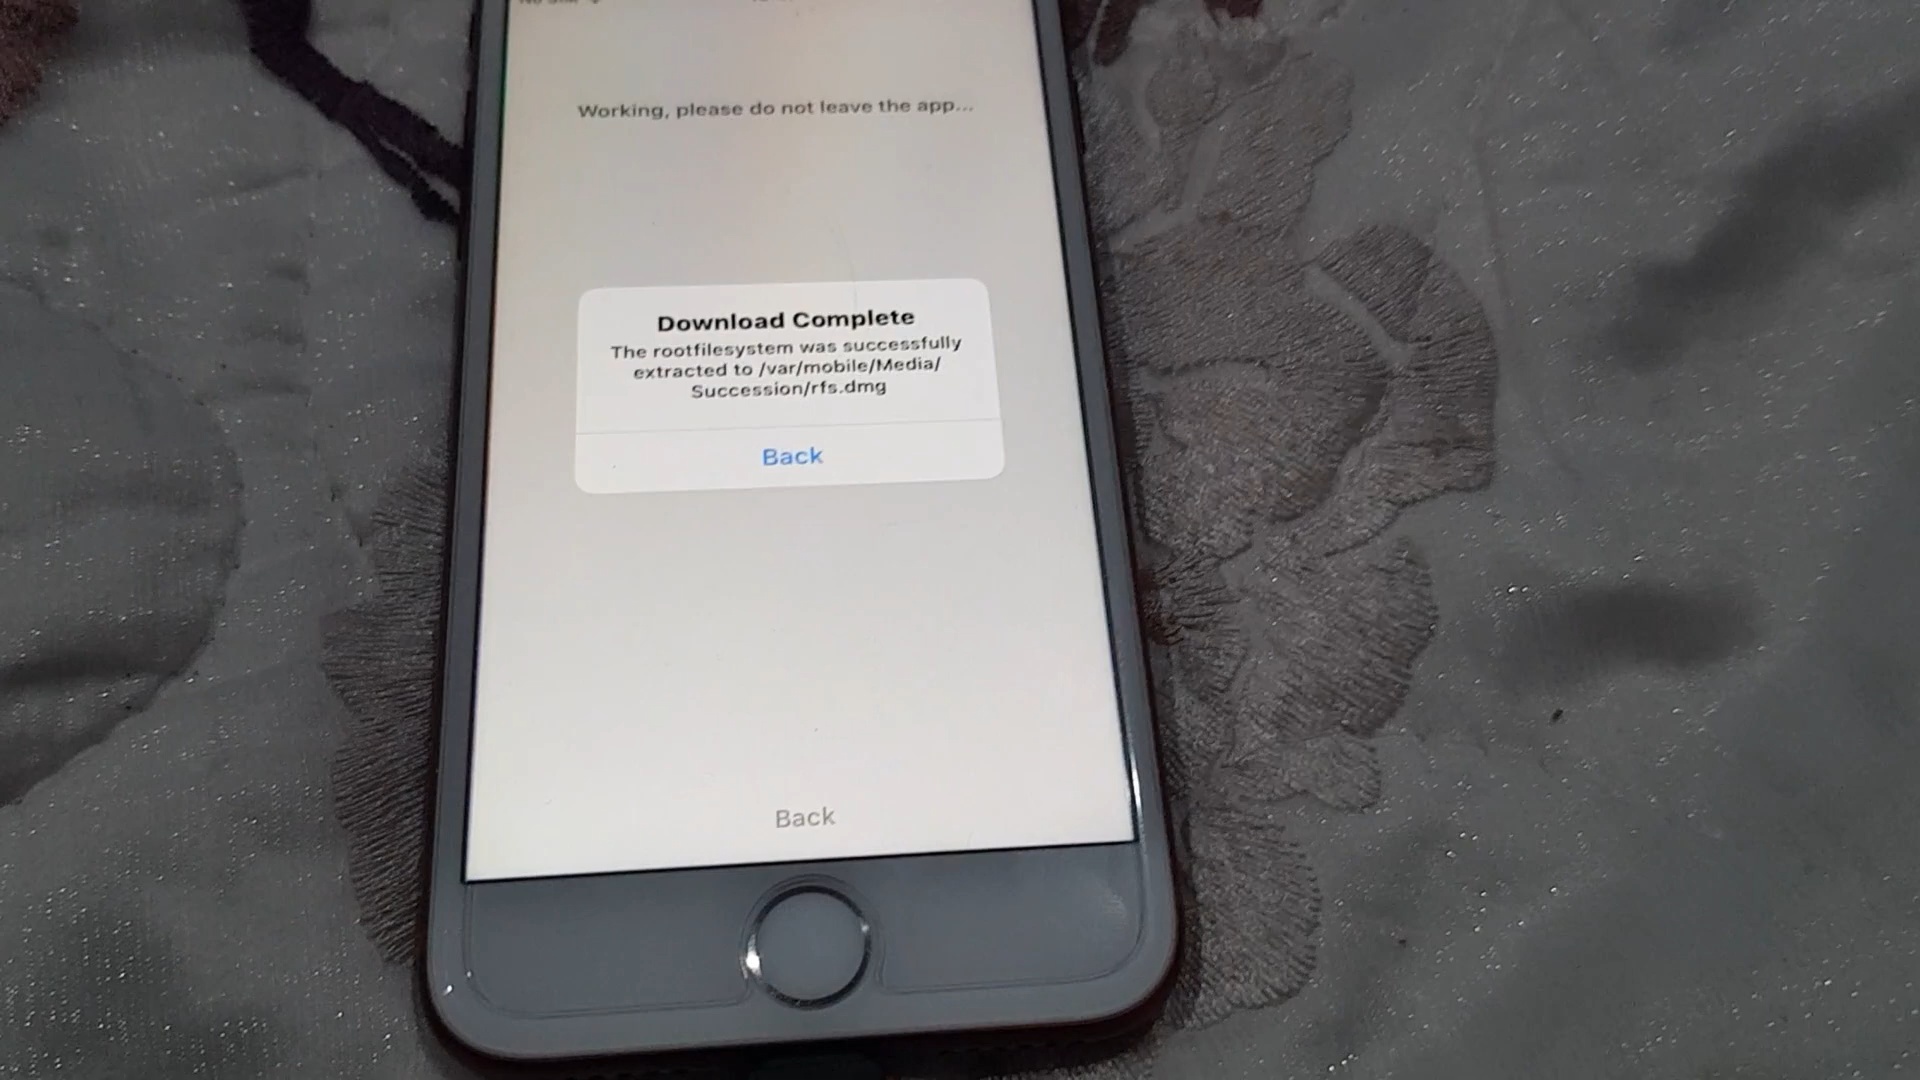 Working, please do not leave the app...
Download Complete
The rootfilesystem was successfully
extracted to /var/mobile/Media/
Succession/rfs.dmg
Back
Back